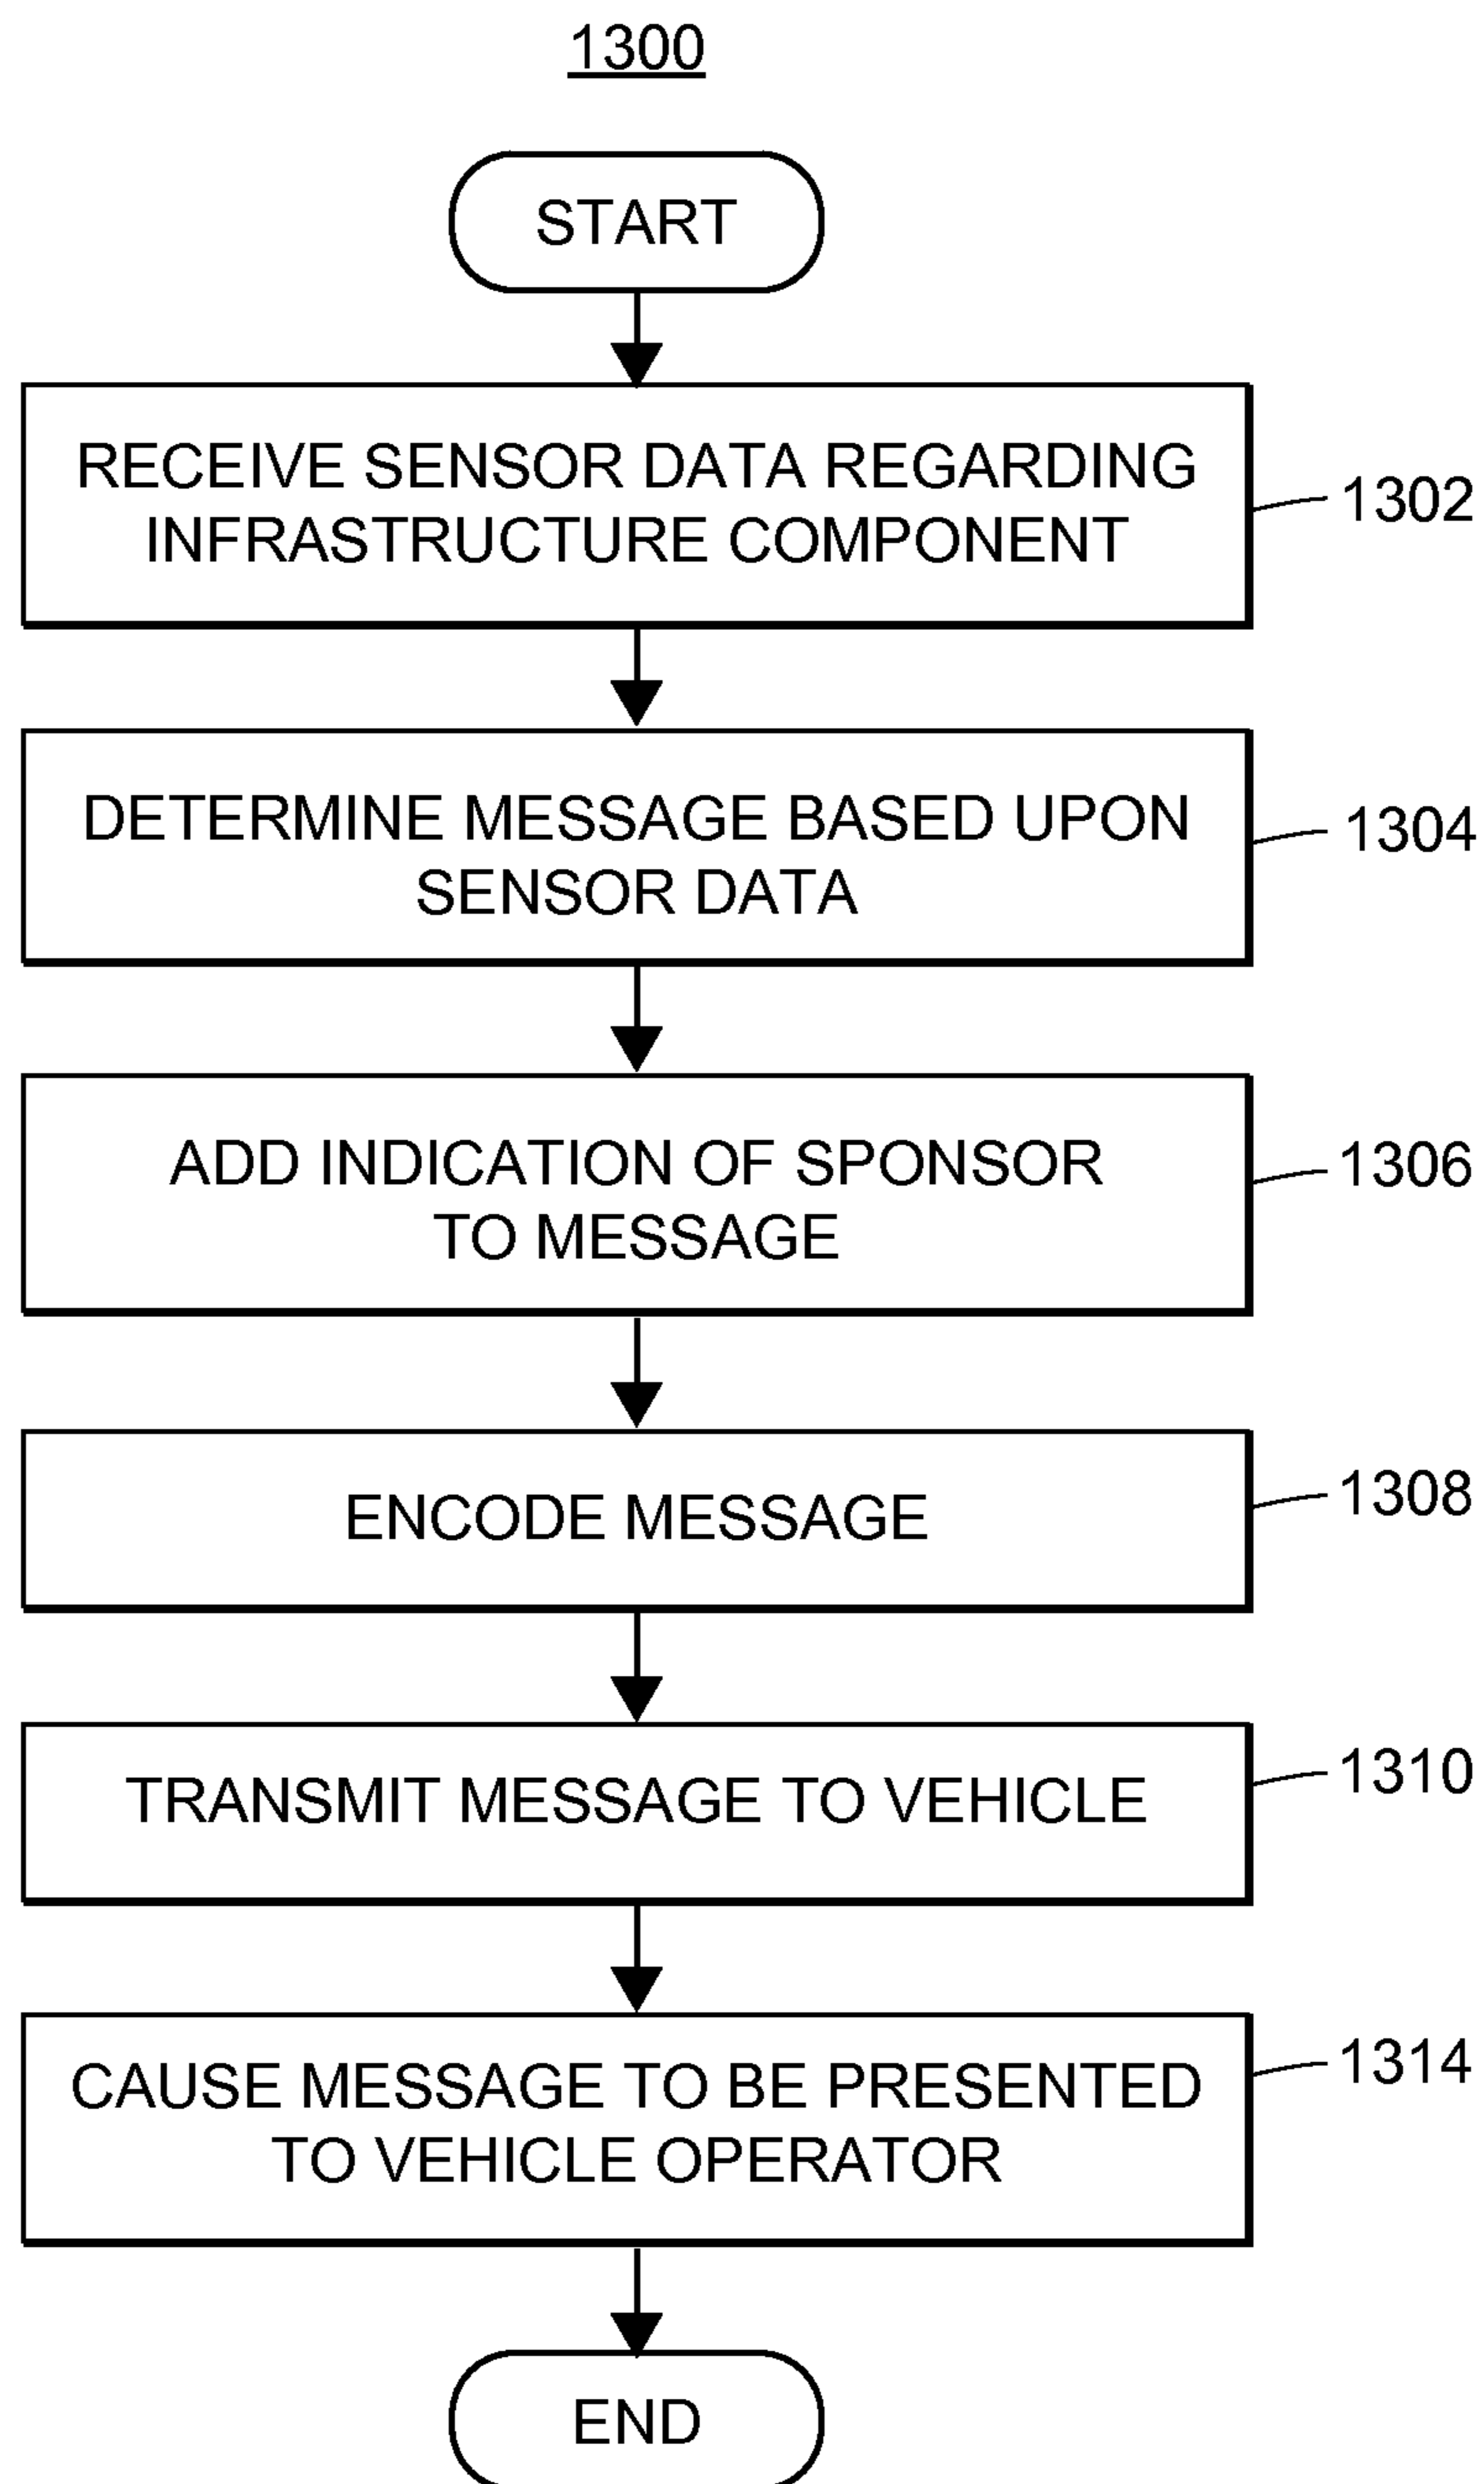 1300
START
RECEIVE SENSOR DATA REGARDING
INFRASTRUCTURE COMPONENT
1302
DETERMINE MESSAGE BASED UPON
SENSOR DATA
1304
ADD INDICATION OF SPONSOR
TO MESSAGE
1306
ENCODE MESSAGE
1308
TRANSMIT MESSAGE TO VEHICLE
1310
CAUSE MESSAGE TO BE PRESENTED
TO VEHICLE OPERATOR
1314
END